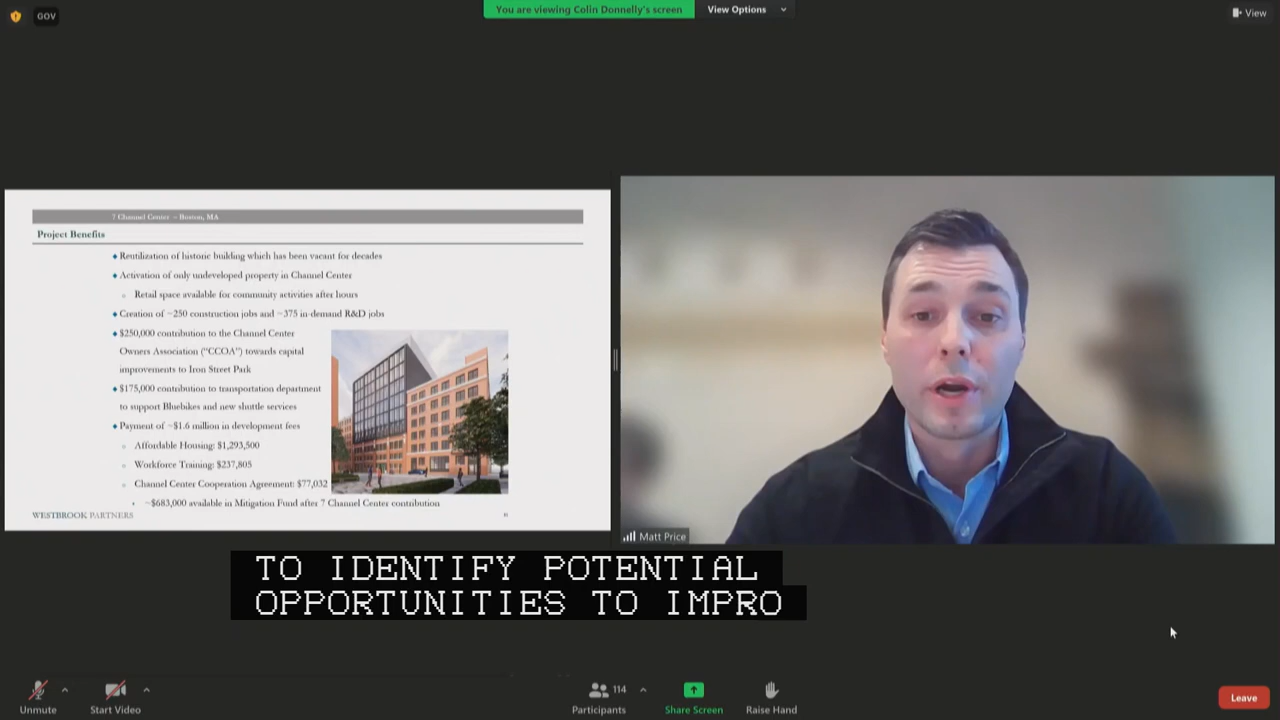 GOV
You are viewing Colin Donnelly's screen
View Options
View
7 Channel Center – Boston, MA
Project Benefits
Reutilization of historic building which has been vacant for decades
Activation of only undeveloped property in Channel Center
Retail space available for community activities after hours
Creation of ~250 construction jobs and ~375 in-demand R&D jobs
$250,000 contribution to the Channel Center
Owners Association ("CCOA") towards capital
improvements to Iron Street Park
$175,000 contribution to transportation department
to support Bluebikes and new shuttle services
Payment of ~$1.6 million in development fees
Affordable Housing: $1,293,500
Workforce Training: $237,805
Channel Center Cooperation Agreement: $77,032
~$683,000 available in Mitigation Fund after 7 Channel Center contribution
WESTBROOK PARTNERS
Matt Price
TO IDENTIFY POTENTIAL
OPPORTUNITIES TO IMPRO
Unmute
Start Video
114
Participants
Share Screen
Raise Hand
Leave